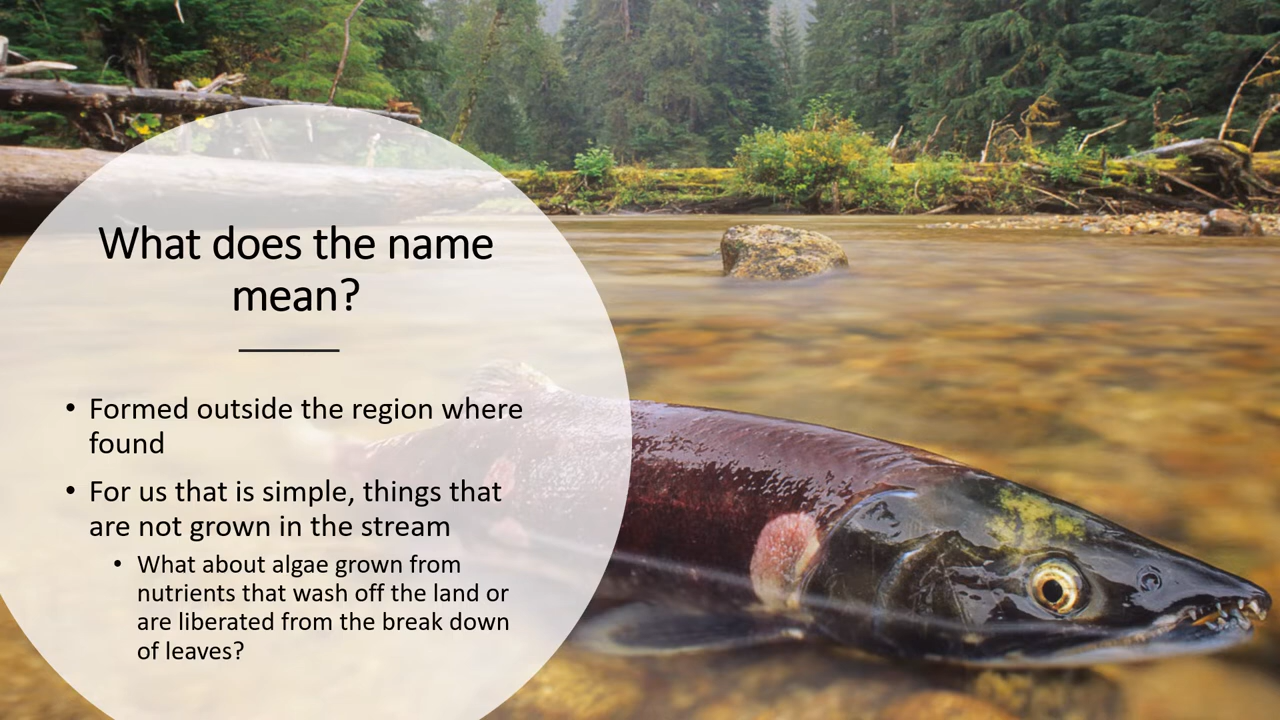 What does the name
mean?
• Formed outside the region where
found
• For us that is simple, things that
are not grown in the stream
• What about algae grown from
nutrients that wash off the land or
are liberated from the break down
of leaves?